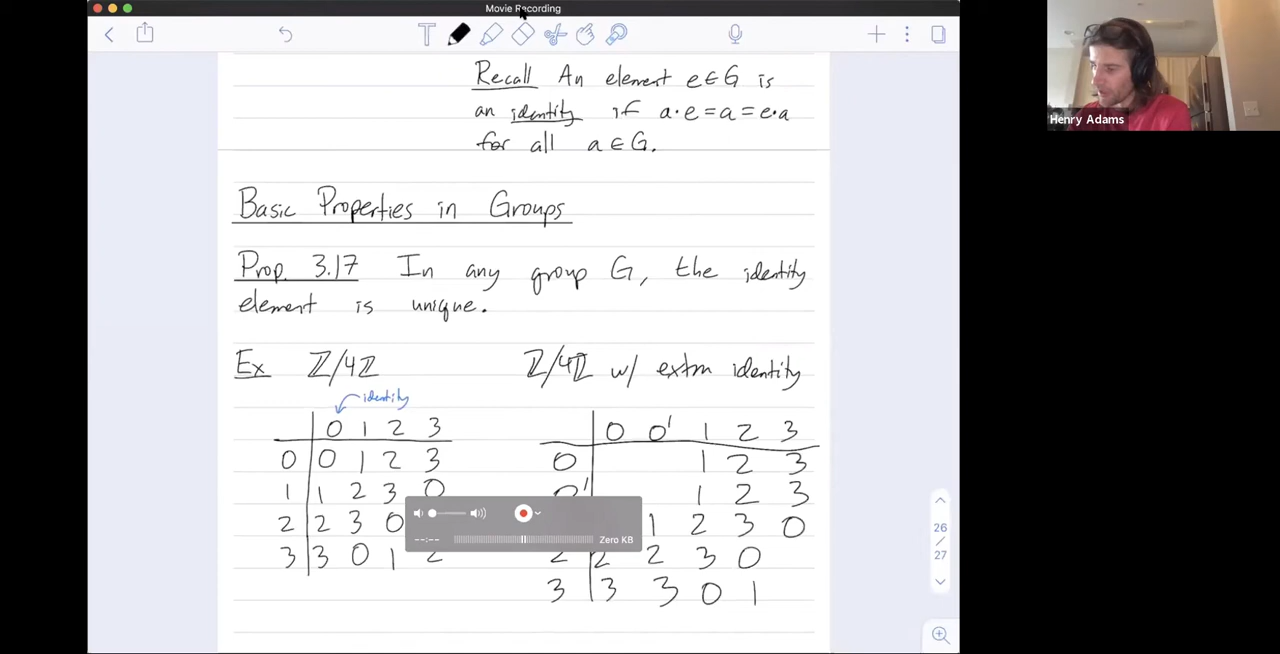 Movie Recording
Recall An element e∈G is
an identity if a·e=a=e·a
for all a∈G.
Henry Adams
Basic Properties in Groups
Prop. 3.17 In any group G, the identity
element is unique.
Ex ℤ/4ℤ
ℤ/4ℤ w/ extra identity
identity
0 1 2 3
0 0 1 2 3
1 1 2 3 0
2 2 3 0
3 3 0 1 2
0 0' 1 2 3
0 1 2 3
0' 1 2 3
1 2 3 0
2 2 2 3 0
3 3 3 0 1
--:--
Zero KB
26
/
27